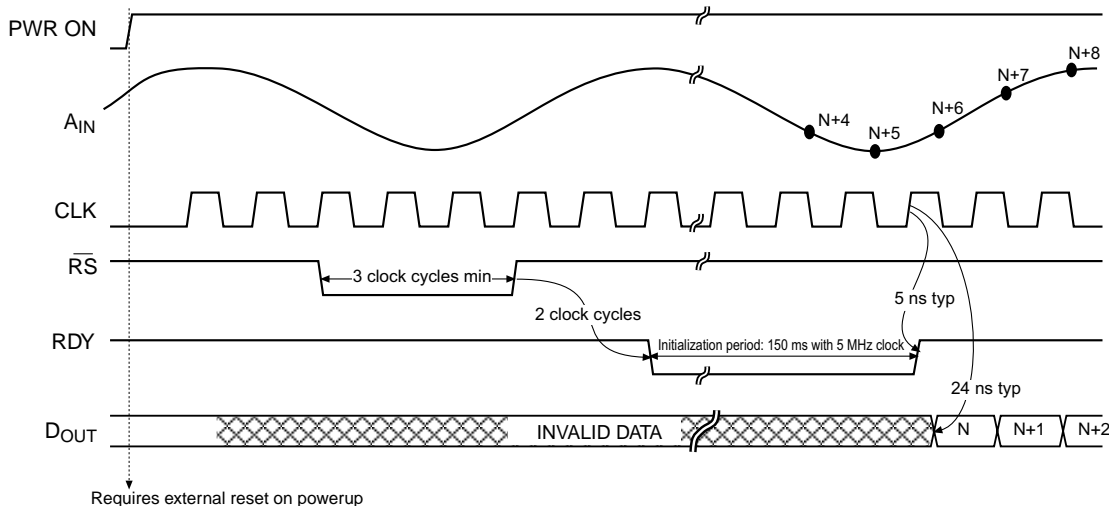 PWR ON
N+8
N+7
AIN
N+4
N+6
N+5
CLK
RS
3 clock cycles min
5 ns typ
2 clock cycles
RDY
Initialization period: 150 ms with 5 MHz clock
24 ns typ
DOUT
INVALID DATA
N
N+1
N+2
Requires external reset on powerup